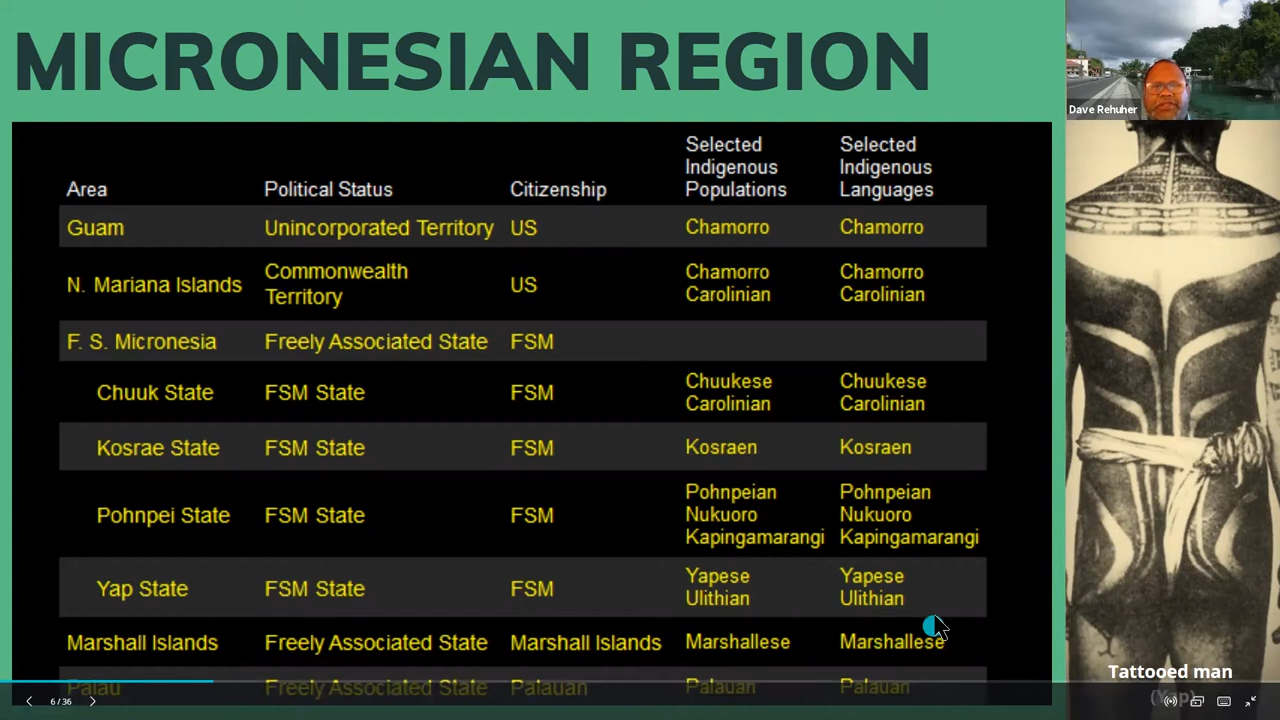 MICRONESIAN REGION
Dave Rehuher
Area Political Status Citizenship Selected Indigenous Populations Selected Indigenous Languages
Guam Unincorporated Territory US Chamorro Chamorro
N. Mariana Islands Commonwealth Territory US Chamorro Carolinian Chamorro Carolinian
F. S. Micronesia Freely Associated State FSM
Chuuk State FSM State FSM Chuukese Carolinian Chuukese Carolinian
Kosrae State FSM State FSM Kosraen Kosraen
Pohnpei State FSM State FSM Pohnpeian Nukuoro Kapingamarangi Pohnpeian Nukuoro Kapingamarangi
Yap State FSM State FSM Yapese Ulithian Yapese Ulithian
Marshall Islands Freely Associated State Marshall Islands Marshallese Marshallese
Palau Freely Associated State Palauan Palauan Palauan
Tattooed man
(Yap)
6 / 36